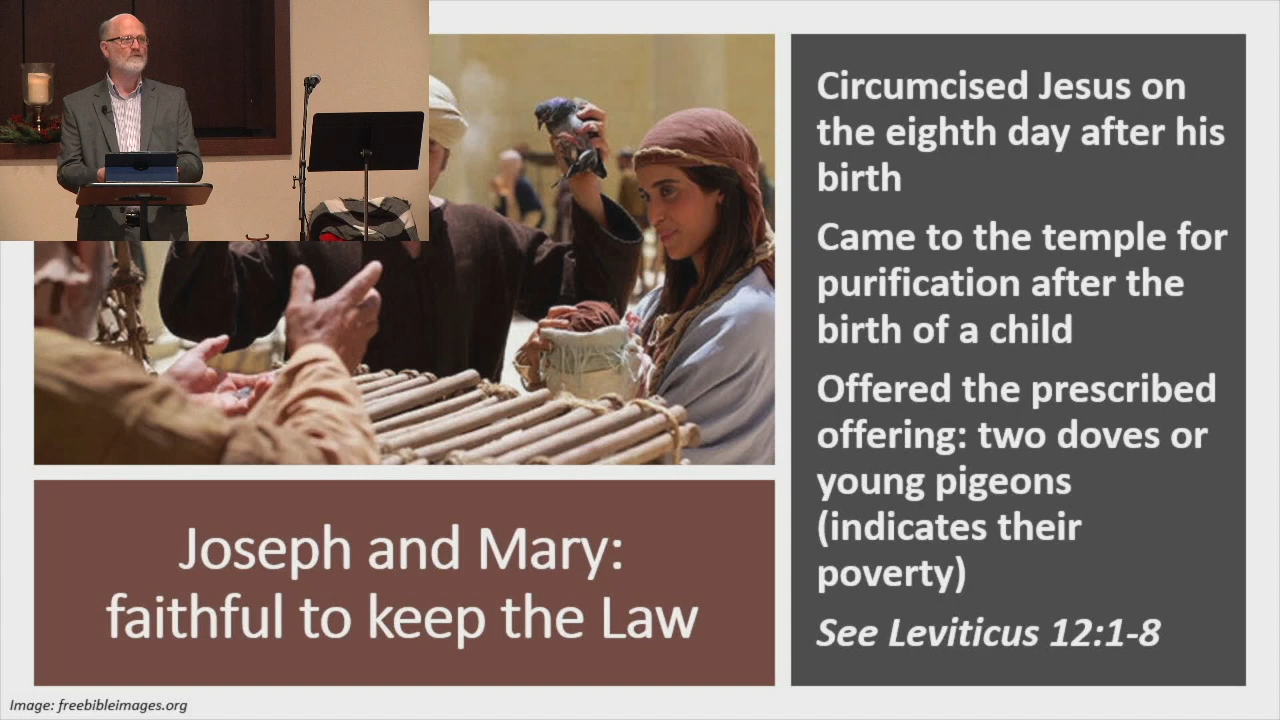 Circumcised Jesus on
the eighth day after his
birth
Came to the temple for
purification after the
birth of a child
Offered the prescribed
offering: two doves or
young pigeons
(indicates their
poverty)
See Leviticus 12:1-8
Joseph and Mary:
faithful to keep the Law
Image: freebibleimages.org